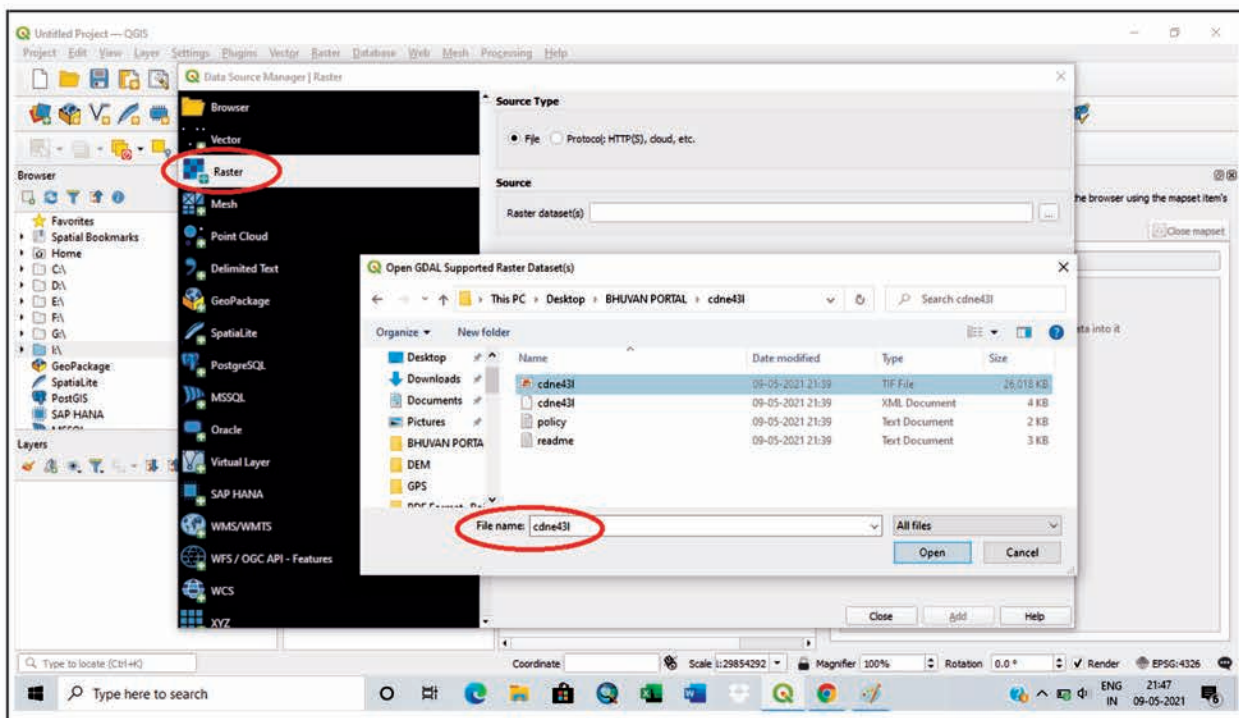 Untitled Project — QGIS
Project Edit View Layer Settings Plugins Vector Raster Database Web Mesh Processing Help
Data Source Manager | Raster
Browser
Vector
Raster
Mesh
Point Cloud
Delimited Text
GeoPackage
SpatiaLite
PostgreSQL
MSSQL
Oracle
Virtual Layer
SAP HANA
WMS/WMTS
WFS / OGC API - Features
WCS
XYZ
Source Type
File Protocol: HTTP(S), cloud, etc.
Source
Raster dataset(s) ...
Browser
Favorites
Spatial Bookmarks
Home
C:\
D:\
E:\
F:\
G:\
I:\
GeoPackage
SpatiaLite
PostGIS
SAP HANA
MSSQL
Layers
he browser using the mapset item's
Close mapset
ata into it
Open GDAL Supported Raster Dataset(s)
This PC Desktop BHUVAN PORTAL cdne43l
Search cdne43l
Organize New folder
Desktop
Downloads
Documents
Pictures
BHUVAN PORTA
DEM
GPS
Name Date modified Type Size
cdne43l 09-05-2021 21:39 TIF File 26,018 KB
cdne43l 09-05-2021 21:39 XML Document 4 KB
policy 09-05-2021 21:39 Text Document 2 KB
readme 09-05-2021 21:39 Text Document 3 KB
File name: cdne43l All files
Open Cancel
Close Add Help
Type to locate (Ctrl+K) Coordinate Scale 1:29854292 Magnifier 100% Rotation 0.0 ° Render EPSG:4326
Type here to search
ENG
IN
21:47
09-05-2021
6